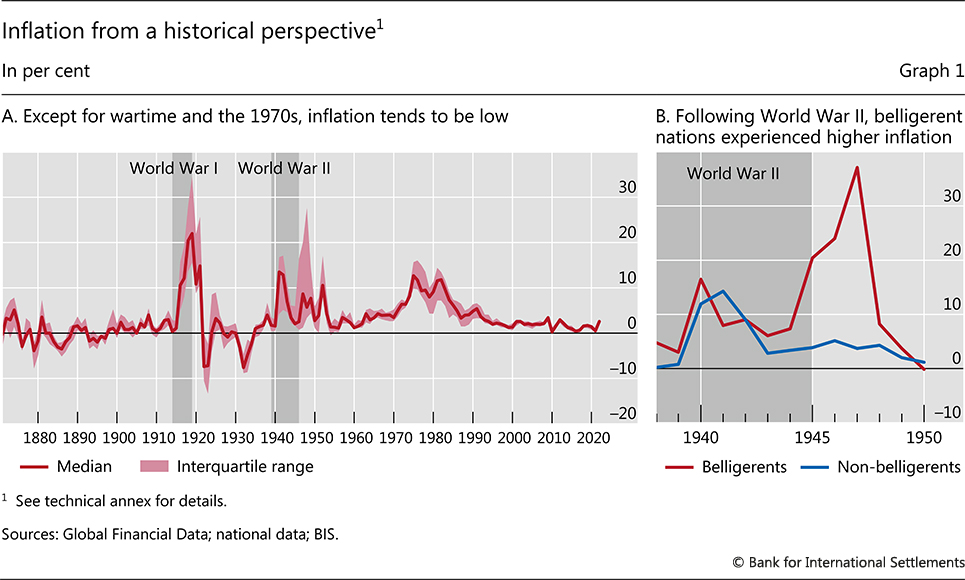 Inflation from a historical perspective1
In per cent
Graph 1
A. Except for wartime and the 1970s, inflation tends to be low
World War I
World War II
30
20
10
0
–10
–20
1880 1890 1900 1910 1920 1930 1940 1950 1960 1970 1980 1990 2000 2010 2020
Median
Interquartile range
B. Following World War II, belligerent
nations experienced higher inflation
World War II
30
20
10
0
–10
1940 1945 1950
Belligerents
Non-belligerents
1 See technical annex for details.
Sources: Global Financial Data; national data; BIS.
© Bank for International Settlements